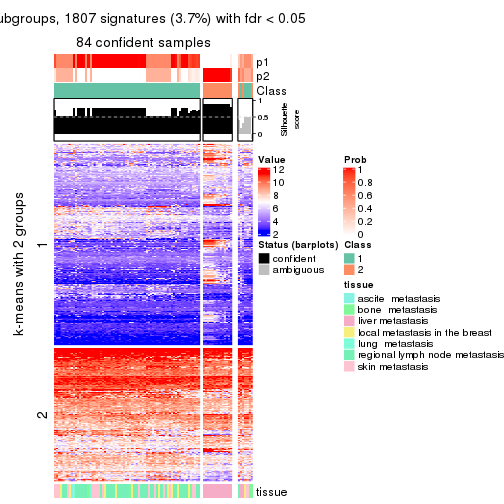 ubgroups, 1807 signatures (3.7%) with fdr < 0.05
84 confident samples
p1
p2
Class
1
0.5
0
Silhouette
score
k-means with 2 groups
1
2
Value
12
10
8
6
4
2
Prob
1
0.8
0.6
0.4
0.2
0
Status (barplots)
confident
ambiguous
Class
1
2
tissue
ascite metastasis
bone metastasis
liver metastasis
local metastasis in the breast
lung metastasis
regional lymph node metastasis
skin metastasis
tissue